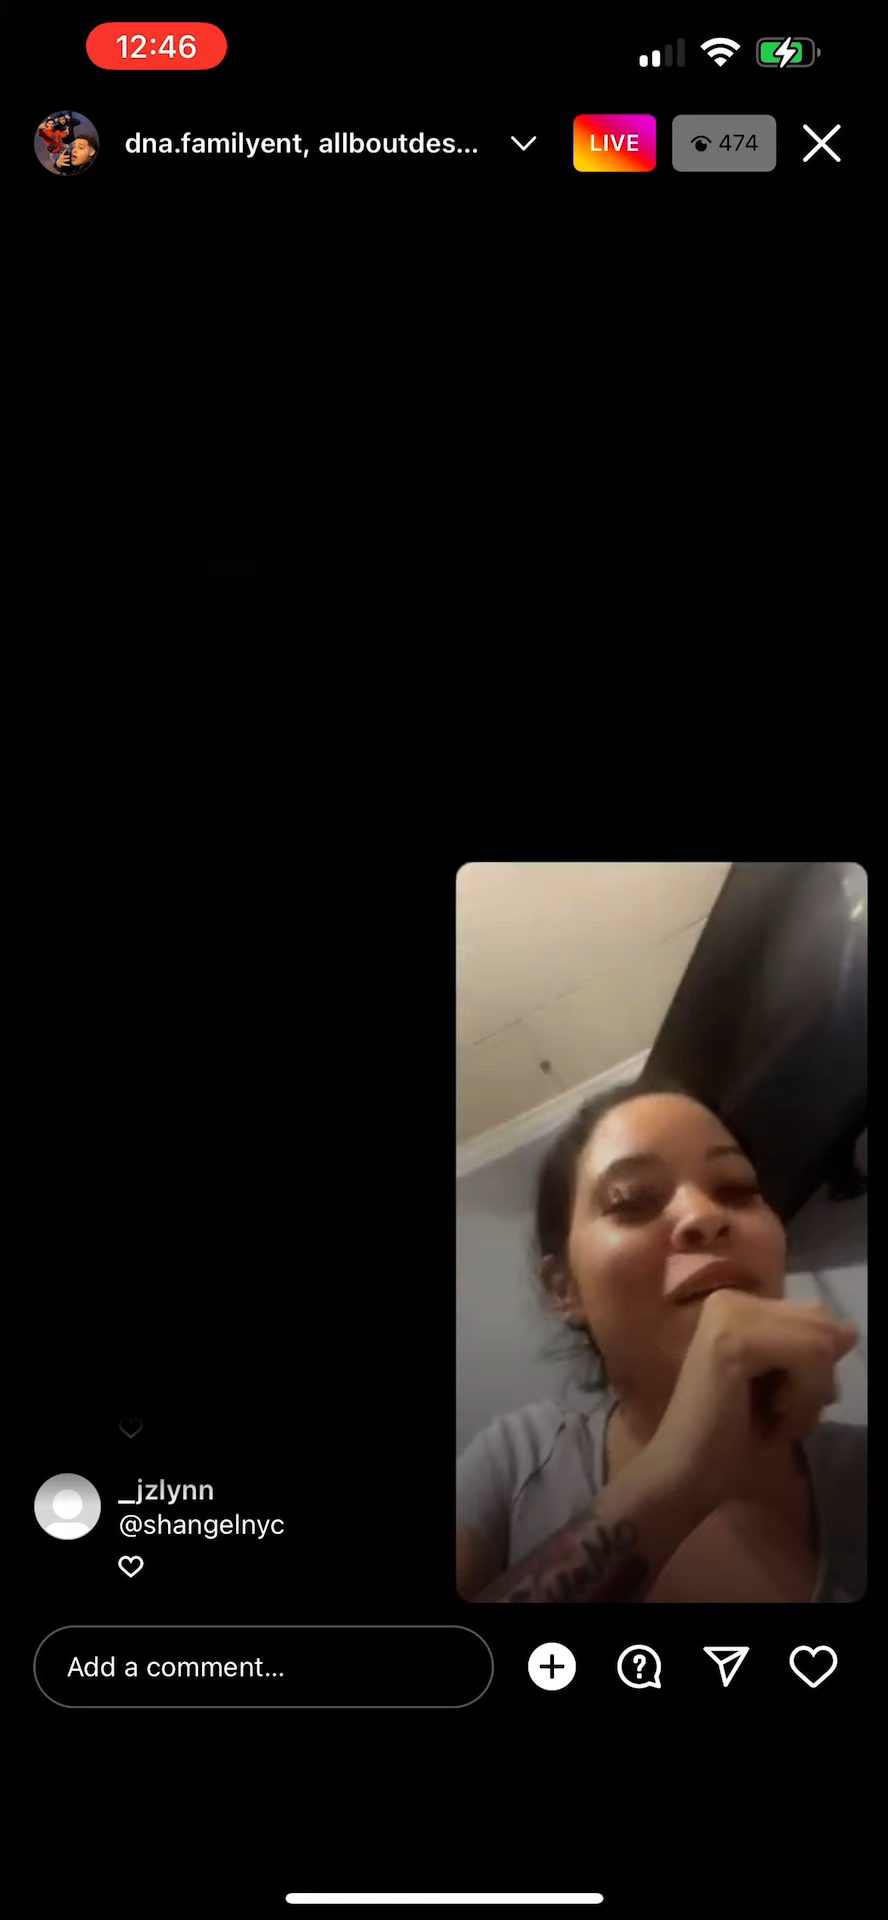 12:46
dna.familyent, allboutdes...
LIVE
474
_jzlynn
@shangelnyc
Add a comment...